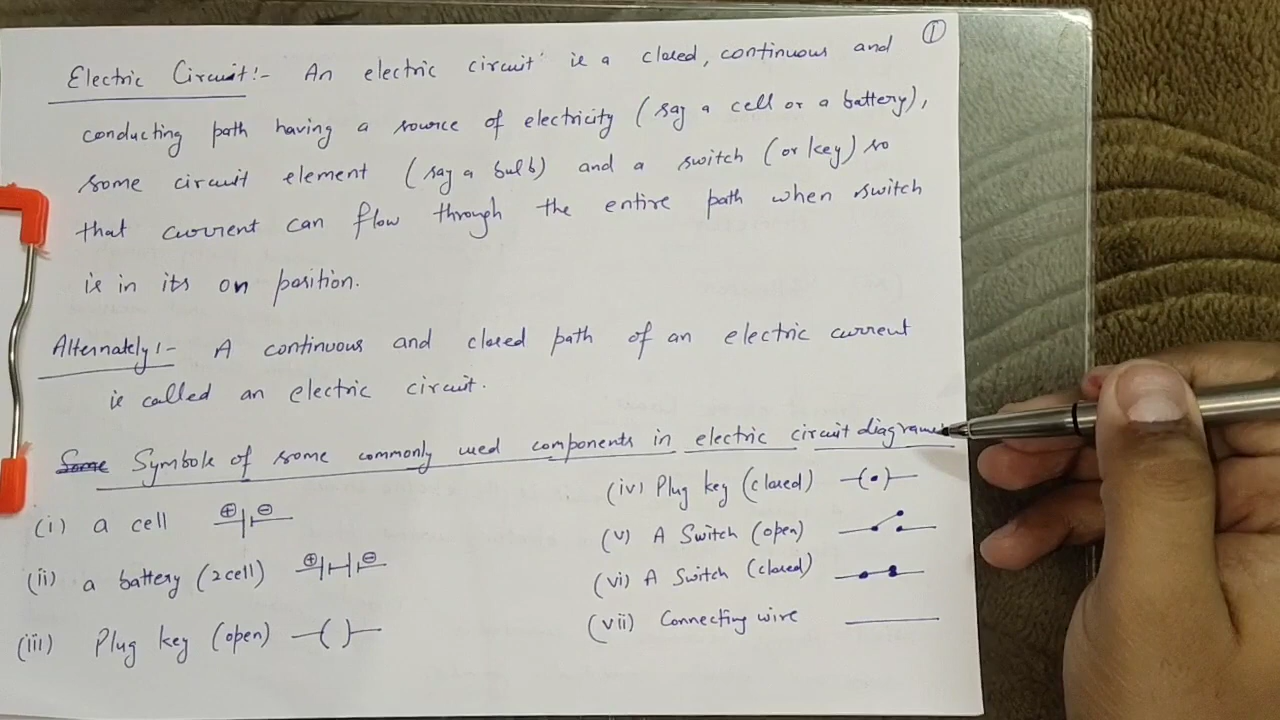 ①
Electric Circuit:- An electric circuit is a closed, continuous and
conducting path having a source of electricity (say a cell or a battery),
some circuit element (say a bulb) and a switch (or key) so
that current can flow through the entire path when switch
is in its on position.
Alternately:- A continuous and closed path of an electric current
is called an electric circuit.
Some Symbols of some commonly used components in electric circuit diagrams
(i) a cell ⊕ ⊖
(ii) a battery (2cell) ⊕ ⊖
(iii) Plug key (open)
(iv) Plug key (closed)
(v) A Switch (open)
(vi) A Switch (closed)
(vii) Connecting wire